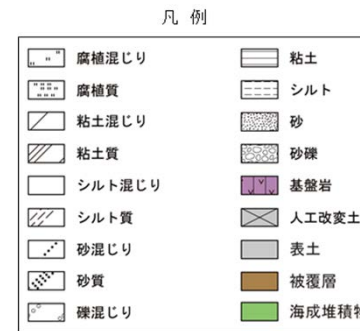 凡 例
腐植混じり
腐植質
粘土混じり
粘土質
シルト混じり
シルト質
砂混じり
砂質
礫混じり
粘土
シルト
砂
砂礫
基盤岩
人工改変土
表土
被覆層
海成堆積